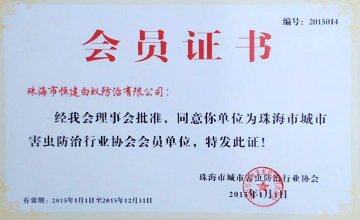 编号：2015014
会员证书
珠海市恒建白蚁防治有限公司：
经我会理事会批准，同意你单位为珠海市城市
害虫防治行业协会会员单位，特发此证！
珠海市城市害虫防治行业协会
2015年1月1日
有效期：2015年1月1日至2015年12月31日